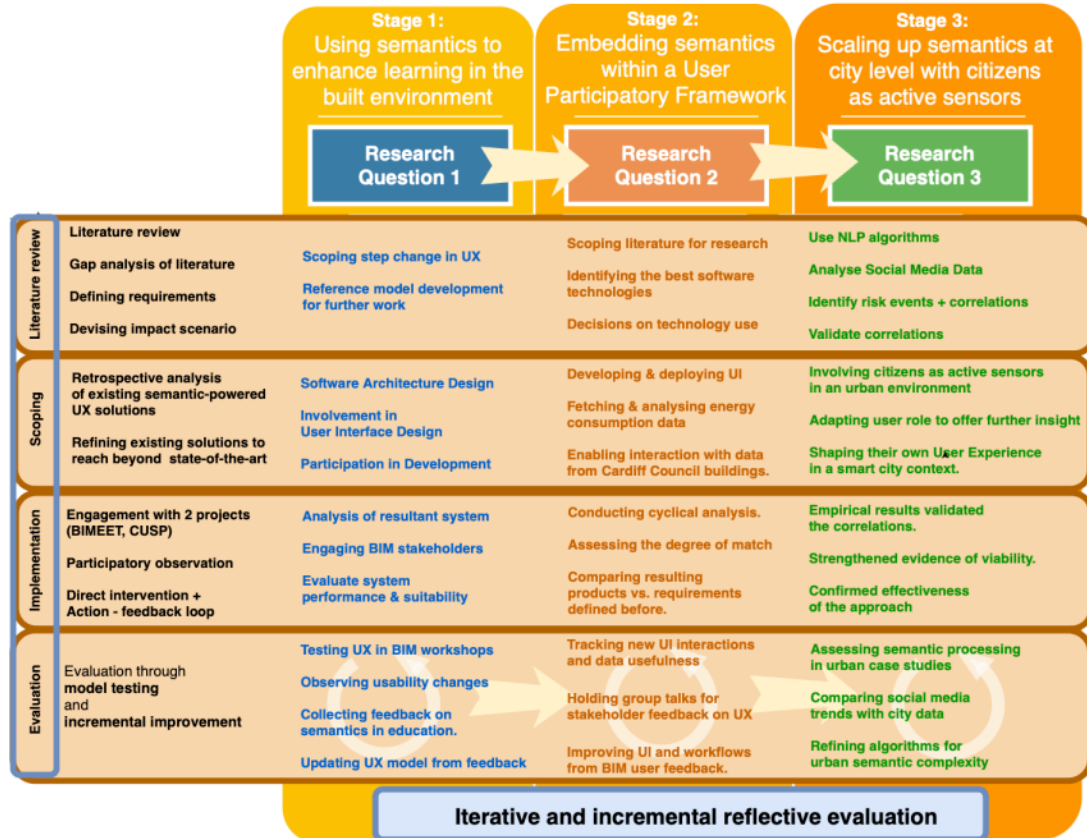 Stage 1:
Using semantics to
enhance learning in the
built environment
Stage 2:
Embedding semantics
within a User
Participatory Framework
Stage 3:
Scaling up semantics at
city level with citizens
as active sensors
Research
Question 1
Research
Question 2
Research
Question 3
Literature review
Literature review
Gap analysis of literature
Defining requirements
Devising impact scenario
Scoping step change in UX
Reference model development
for further work
Scoping literature for research
Identifying the best software
technologies
Decisions on technology use
Use NLP algorithms
Analyse Social Media Data
Identify risk events + correlations
Validate correlations
Scoping
Retrospective analysis
of existing semantic-powered
UX solutions
Refining existing solutions to
reach beyond state-of-the-art
Software Architecture Design
Involvement in
User Interface Design
Participation in Development
Developing & deploying UI
Fetching & analysing energy
consumption data
Enabling interaction with data
from Cardiff Council buildings.
Involving citizens as active sensors
in an urban environment
Adapting user role to offer further insight
Shaping their own User Experience
in a smart city context.
Implementation
Engagement with 2 projects
(BIMEET, CUSP)
Participatory observation
Direct intervention +
Action - feedback loop
Analysis of resultant system
Engaging BIM stakeholders
Evaluate system
performance & suitability
Conducting cyclical analysis.
Assessing the degree of match
Comparing resulting
products vs. requirements
defined before.
Empirical results validated
the correlations.
Strengthened evidence of viability.
Confirmed effectiveness
of the approach
Evaluation
Evaluation through
model testing
and
incremental improvement
Testing UX in BIM workshops
Observing usability changes
Collecting feedback on
semantics in education.
Updating UX model from feedback
Tracking new UI interactions
and data usefulness
Holding group talks for
stakeholder feedback on UX
Improving UI and workflows
from BIM user feedback.
Assessing semantic processing
in urban case studies
Comparing social media
trends with city data
Refining algorithms for
urban semantic complexity
Iterative and incremental reflective evaluation